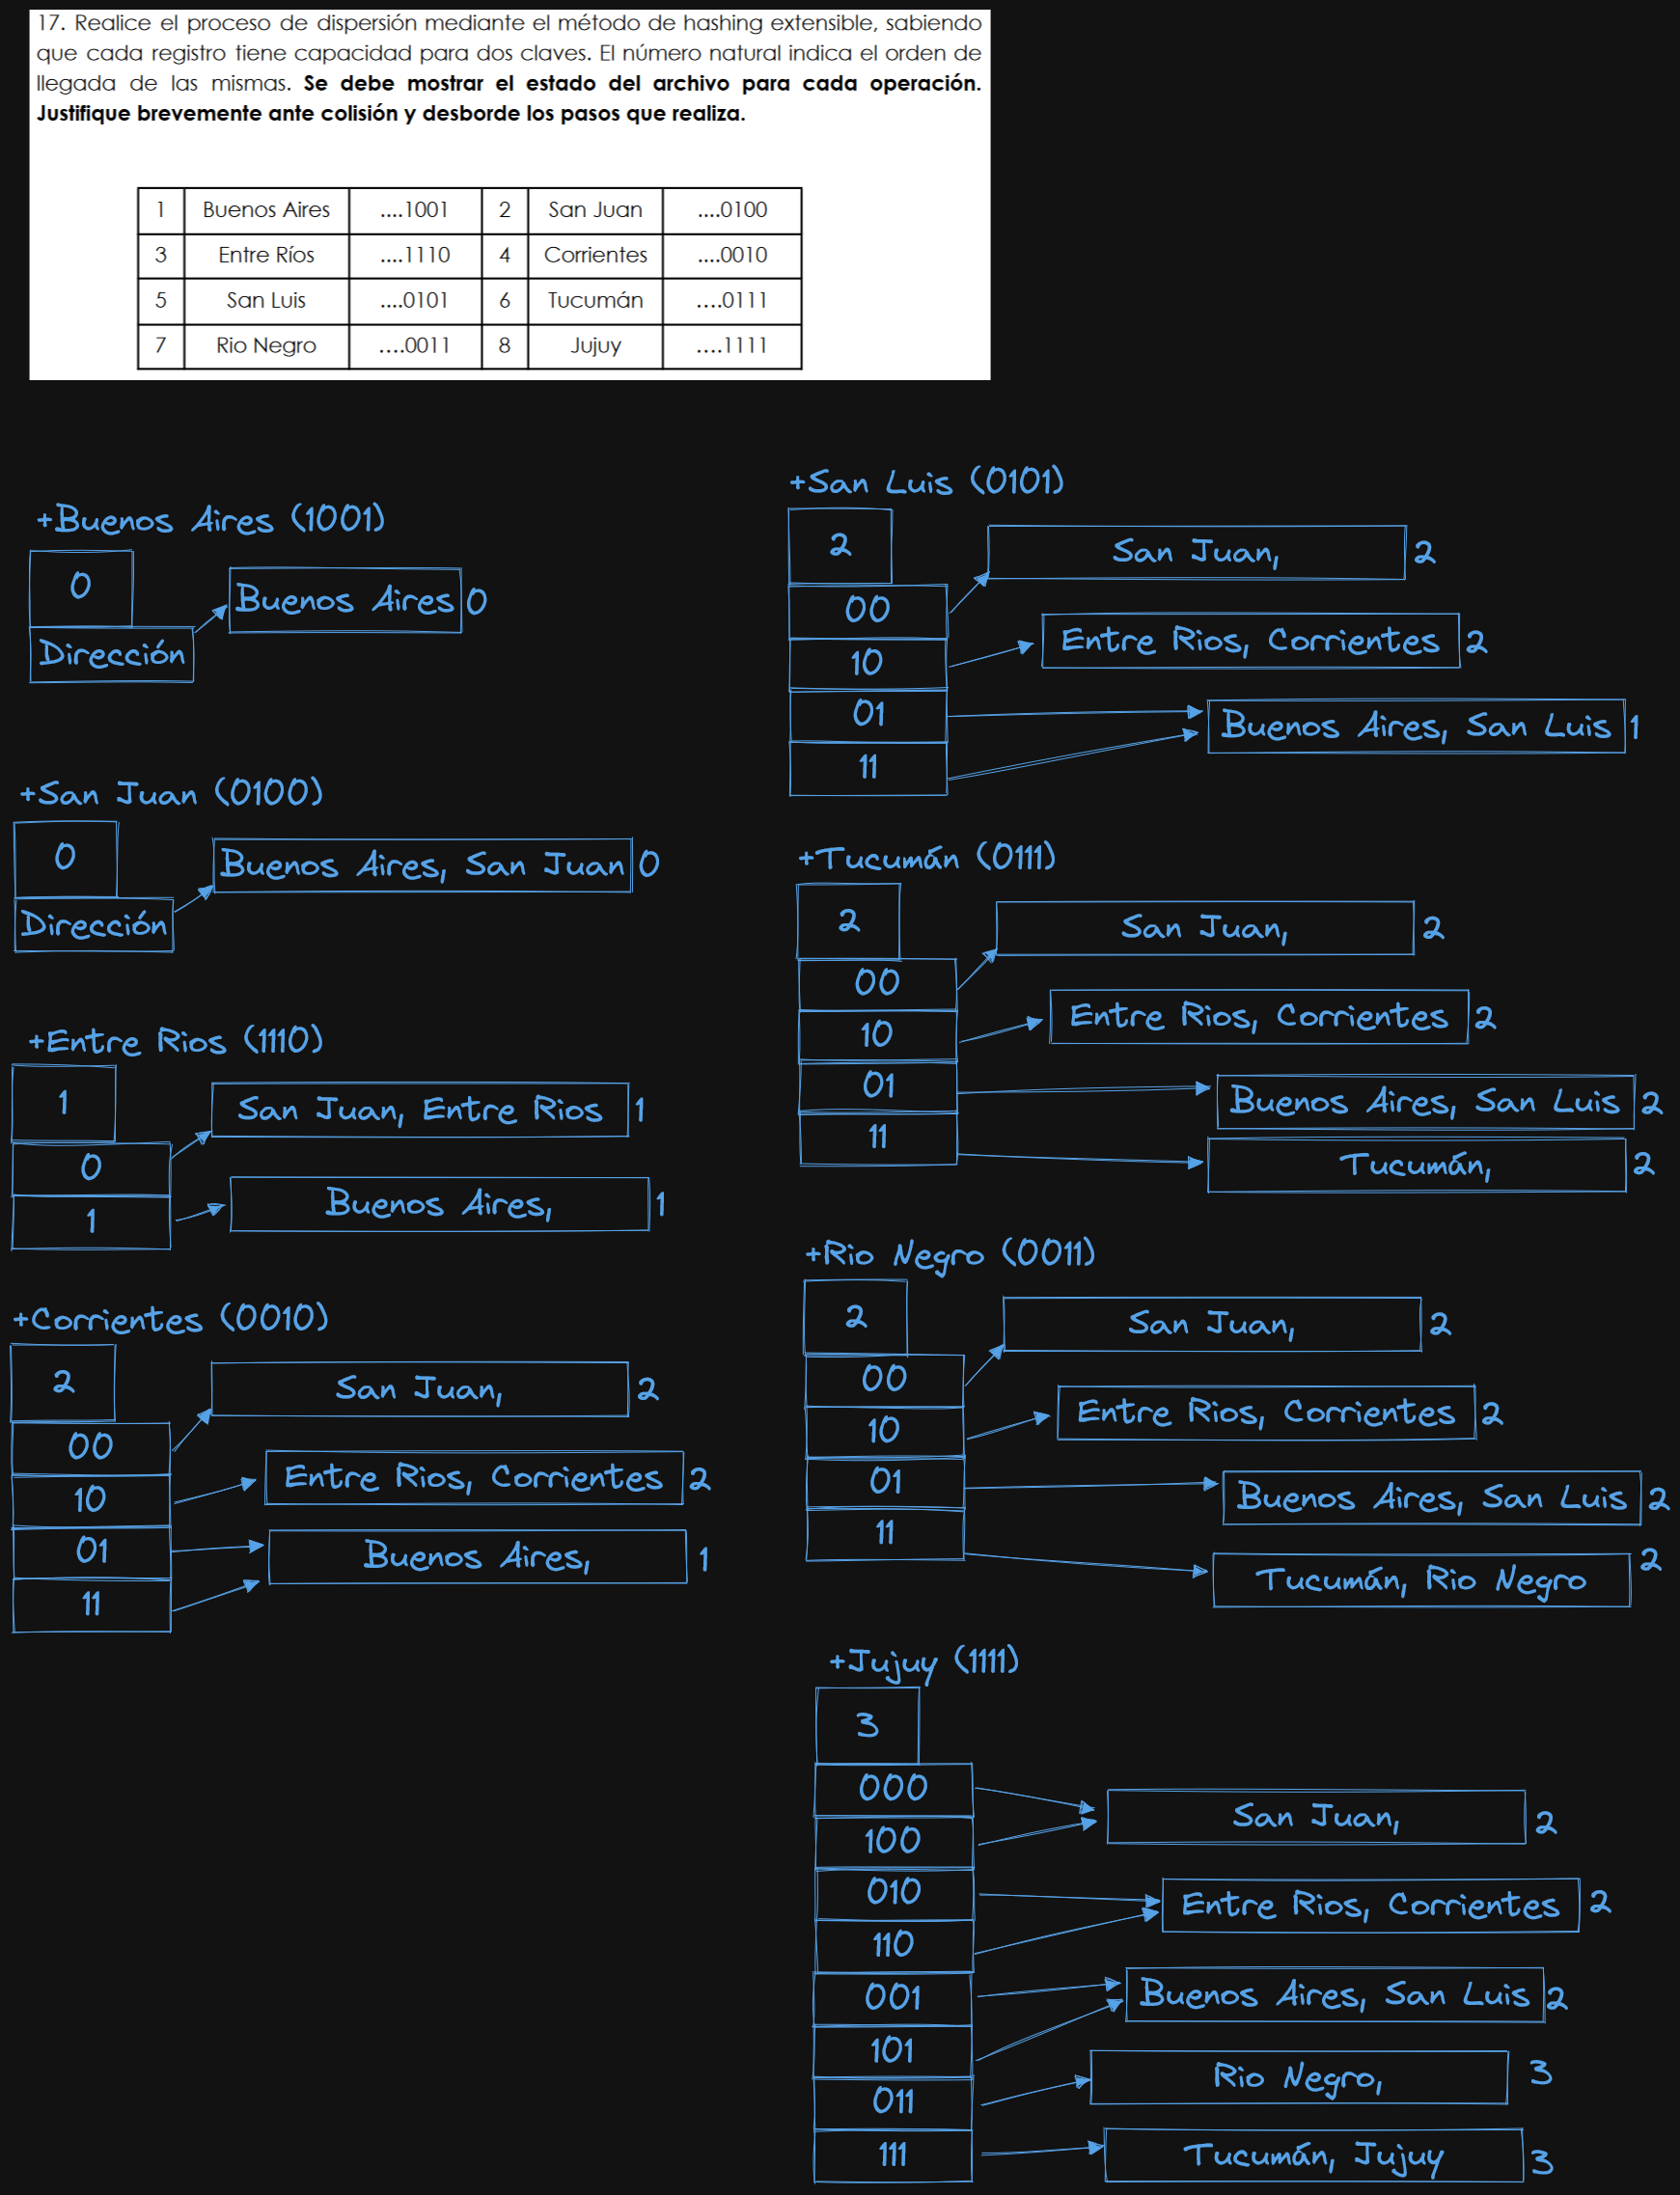 17. Realice el proceso de dispersión mediante el método de hashing extensible, sabiendo
que cada registro tiene capacidad para dos claves. El número natural indica el orden de
llegada de las mismas. Se debe mostrar el estado del archivo para cada operación.
Justifique brevemente ante colisión y desborde los pasos que realiza.
1 Buenos Aires ....1001 2 San Juan ....0100
3 Entre Ríos ....1110 4 Corrientes ....0010
5 San Luis ....0101 6 Tucumán ....0111
7 Rio Negro ....0011 8 Jujuy ....1111
+Buenos Aires (1001)
0
Buenos Aires 0
Dirección
+San Juan (0100)
0
Buenos Aires, San Juan 0
Dirección
+Entre Rios (1110)
1
San Juan, Entre Rios 1
0
Buenos Aires, 1
1
+Corrientes (0010)
2
San Juan, 2
00
Entre Rios, Corrientes 2
10
01
Buenos Aires, 1
11
+San Luis (0101)
2
San Juan, 2
00
Entre Rios, Corrientes 2
10
01
Buenos Aires, San Luis 1
11
+Tucumán (0111)
2
San Juan, 2
00
Entre Rios, Corrientes 2
10
01
Buenos Aires, San Luis 2
11
Tucumán, 2
+Rio Negro (0011)
2
San Juan, 2
00
Entre Rios, Corrientes 2
10
01
Buenos Aires, San Luis 2
11
Tucumán, Rio Negro 2
+Jujuy (1111)
3
000
San Juan, 2
100
010
Entre Rios, Corrientes 2
110
001
Buenos Aires, San Luis 2
101
Rio Negro, 3
011
111
Tucumán, Jujuy 3